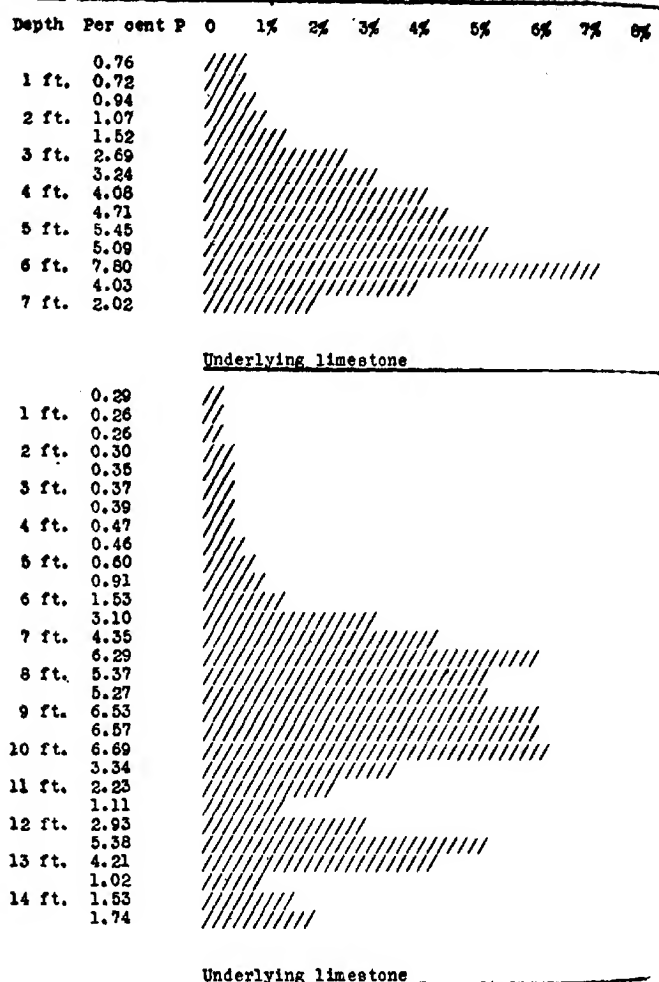 Depth Per cent P 0 1% 2% 3% 4% 5% 6% 7% 8%
0.76
1 ft. 0.72
0.94
2 ft. 1.07
1.52
3 ft. 2.69
3.24
4 ft. 4.08
4.71
5 ft. 5.45
5.09
6 ft. 7.80
4.03
7 ft. 2.02
Underlying limestone
0.29
1 ft. 0.26
0.26
2 ft. 0.30
0.35
3 ft. 0.37
0.39
4 ft. 0.47
0.46
5 ft. 0.60
0.91
6 ft. 1.53
3.10
7 ft. 4.35
6.29
8 ft. 5.37
5.27
9 ft. 6.53
6.57
10 ft. 6.69
3.34
11 ft. 2.23
1.11
12 ft. 2.93
5.38
13 ft. 4.21
1.02
14 ft. 1.53
1.74
Underlying limestone